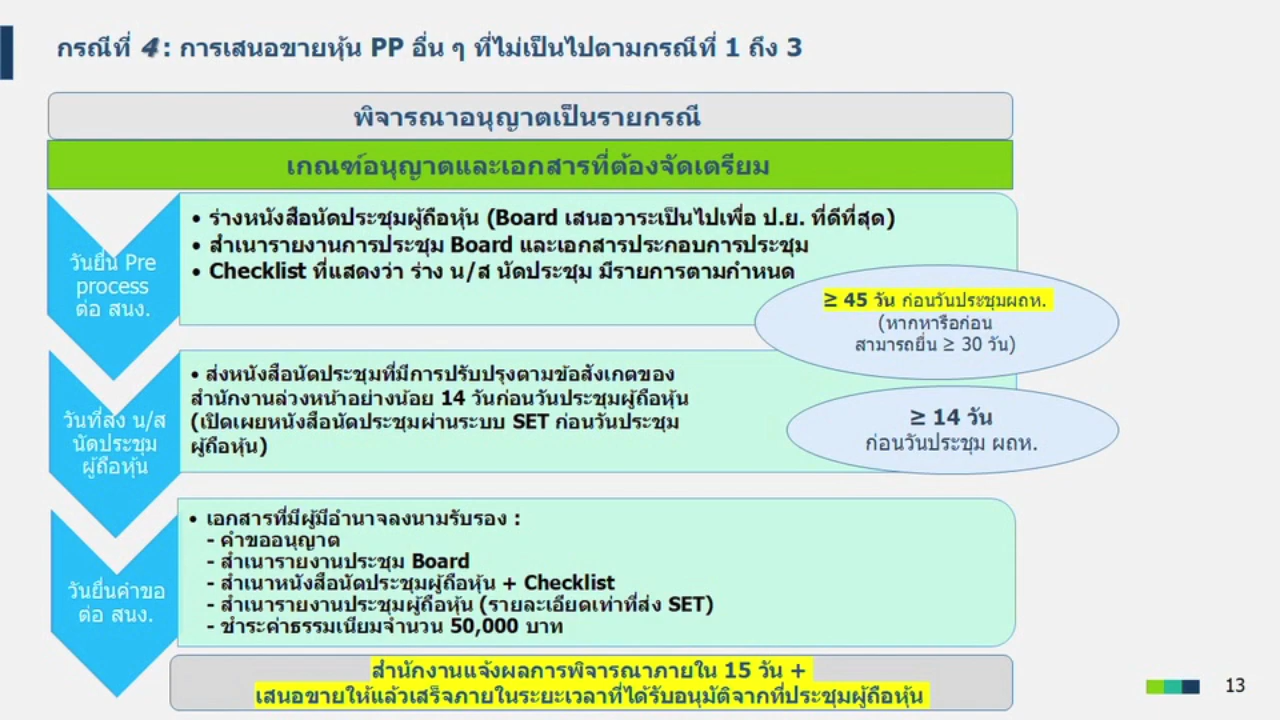 กรณีที่ 4 : การเสนอขายหุ้น PP อื่น ๆ ที่ไม่เป็นไปตามกรณีที่ 1 ถึง 3
พิจารณาอนุญาตเป็นรายกรณี
เกณฑ์อนุญาตและเอกสารที่ต้องจัดเตรียม
วันยื่น Pre
process
ต่อ สนง.
• ร่างหนังสือนัดประชุมผู้ถือหุ้น (Board เสนอวาระเป็นไปเพื่อ ป.ย. ที่ดีที่สุด)
• สำเนารายงานการประชุม Board และเอกสารประกอบการประชุม
• Checklist ที่แสดงว่า ร่าง น/ส นัดประชุม มีรายการตามกำหนด
≥ 45 วัน ก่อนวันประชุมผถห.
(หากหารือก่อน
สามารถยื่น ≥ 30 วัน)
วันที่ส่ง น/ส
นัดประชุม
ผู้ถือหุ้น
• ส่งหนังสือนัดประชุมที่มีการปรับปรุงตามข้อสังเกตของ
สำนักงานล่วงหน้าอย่างน้อย 14 วันก่อนวันประชุมผู้ถือหุ้น
(เปิดเผยหนังสือนัดประชุมผ่านระบบ SET ก่อนวันประชุม
ผู้ถือหุ้น)
≥ 14 วัน
ก่อนวันประชุม ผถห.
วันยื่นคำขอ
ต่อ สนง.
• เอกสารที่มีผู้มีอำนาจลงนามรับรอง :
- คำขออนุญาต
- สำเนารายงานประชุม Board
- สำเนาหนังสือนัดประชุมผู้ถือหุ้น + Checklist
- สำเนารายงานประชุมผู้ถือหุ้น (รายละเอียดเท่าที่ส่ง SET)
- ชำระค่าธรรมเนียมจำนวน 50,000 บาท
สำนักงานแจ้งผลการพิจารณาภายใน 15 วัน +
เสนอขายให้แล้วเสร็จภายในระยะเวลาที่ได้รับอนุมัติจากที่ประชุมผู้ถือหุ้น
13